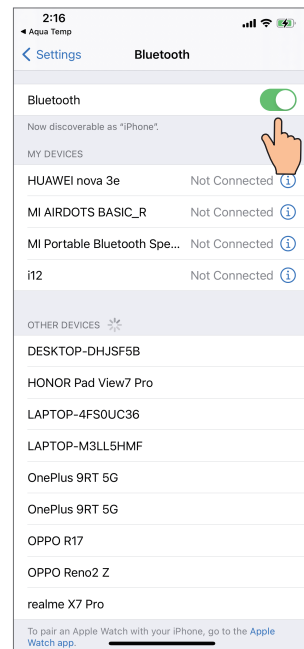 2:16
◀ Aqua Temp
Settings Bluetooth
Bluetooth
Now discoverable as “iPhone”.
MY DEVICES
HUAWEI nova 3e Not Connected
MI AIRDOTS BASIC_R Not Connected
MI Portable Bluetooth Spe... Not Connected
i12 Not Connected
OTHER DEVICES
DESKTOP-DHJSF5B
HONOR Pad View7 Pro
LAPTOP-4FS0UC36
LAPTOP-M3LL5HMF
OnePlus 9RT 5G
OnePlus 9RT 5G
OPPO R17
OPPO Reno2 Z
realme X7 Pro
To pair an Apple Watch with your iPhone, go to the Apple
Watch app.